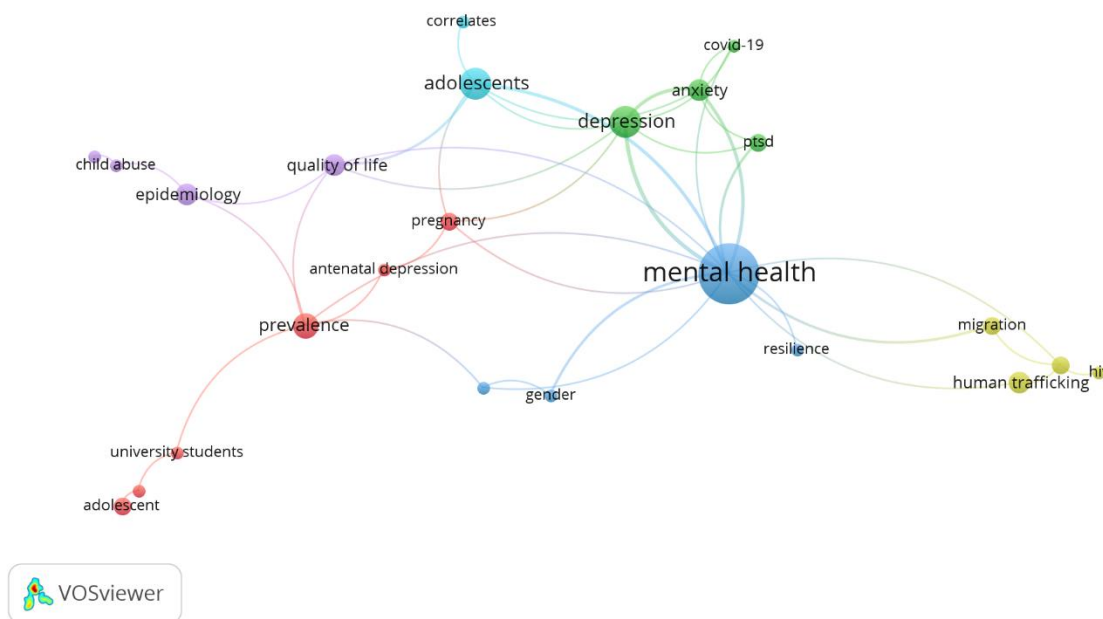 correlates
covid-19
adolescents
anxiety
depression
ptsd
child abuse
quality of life
epidemiology
pregnancy
antenatal depression
mental health
prevalence
migration
resilience
human trafficking
hiv
gender
university students
adolescent
VOSviewer